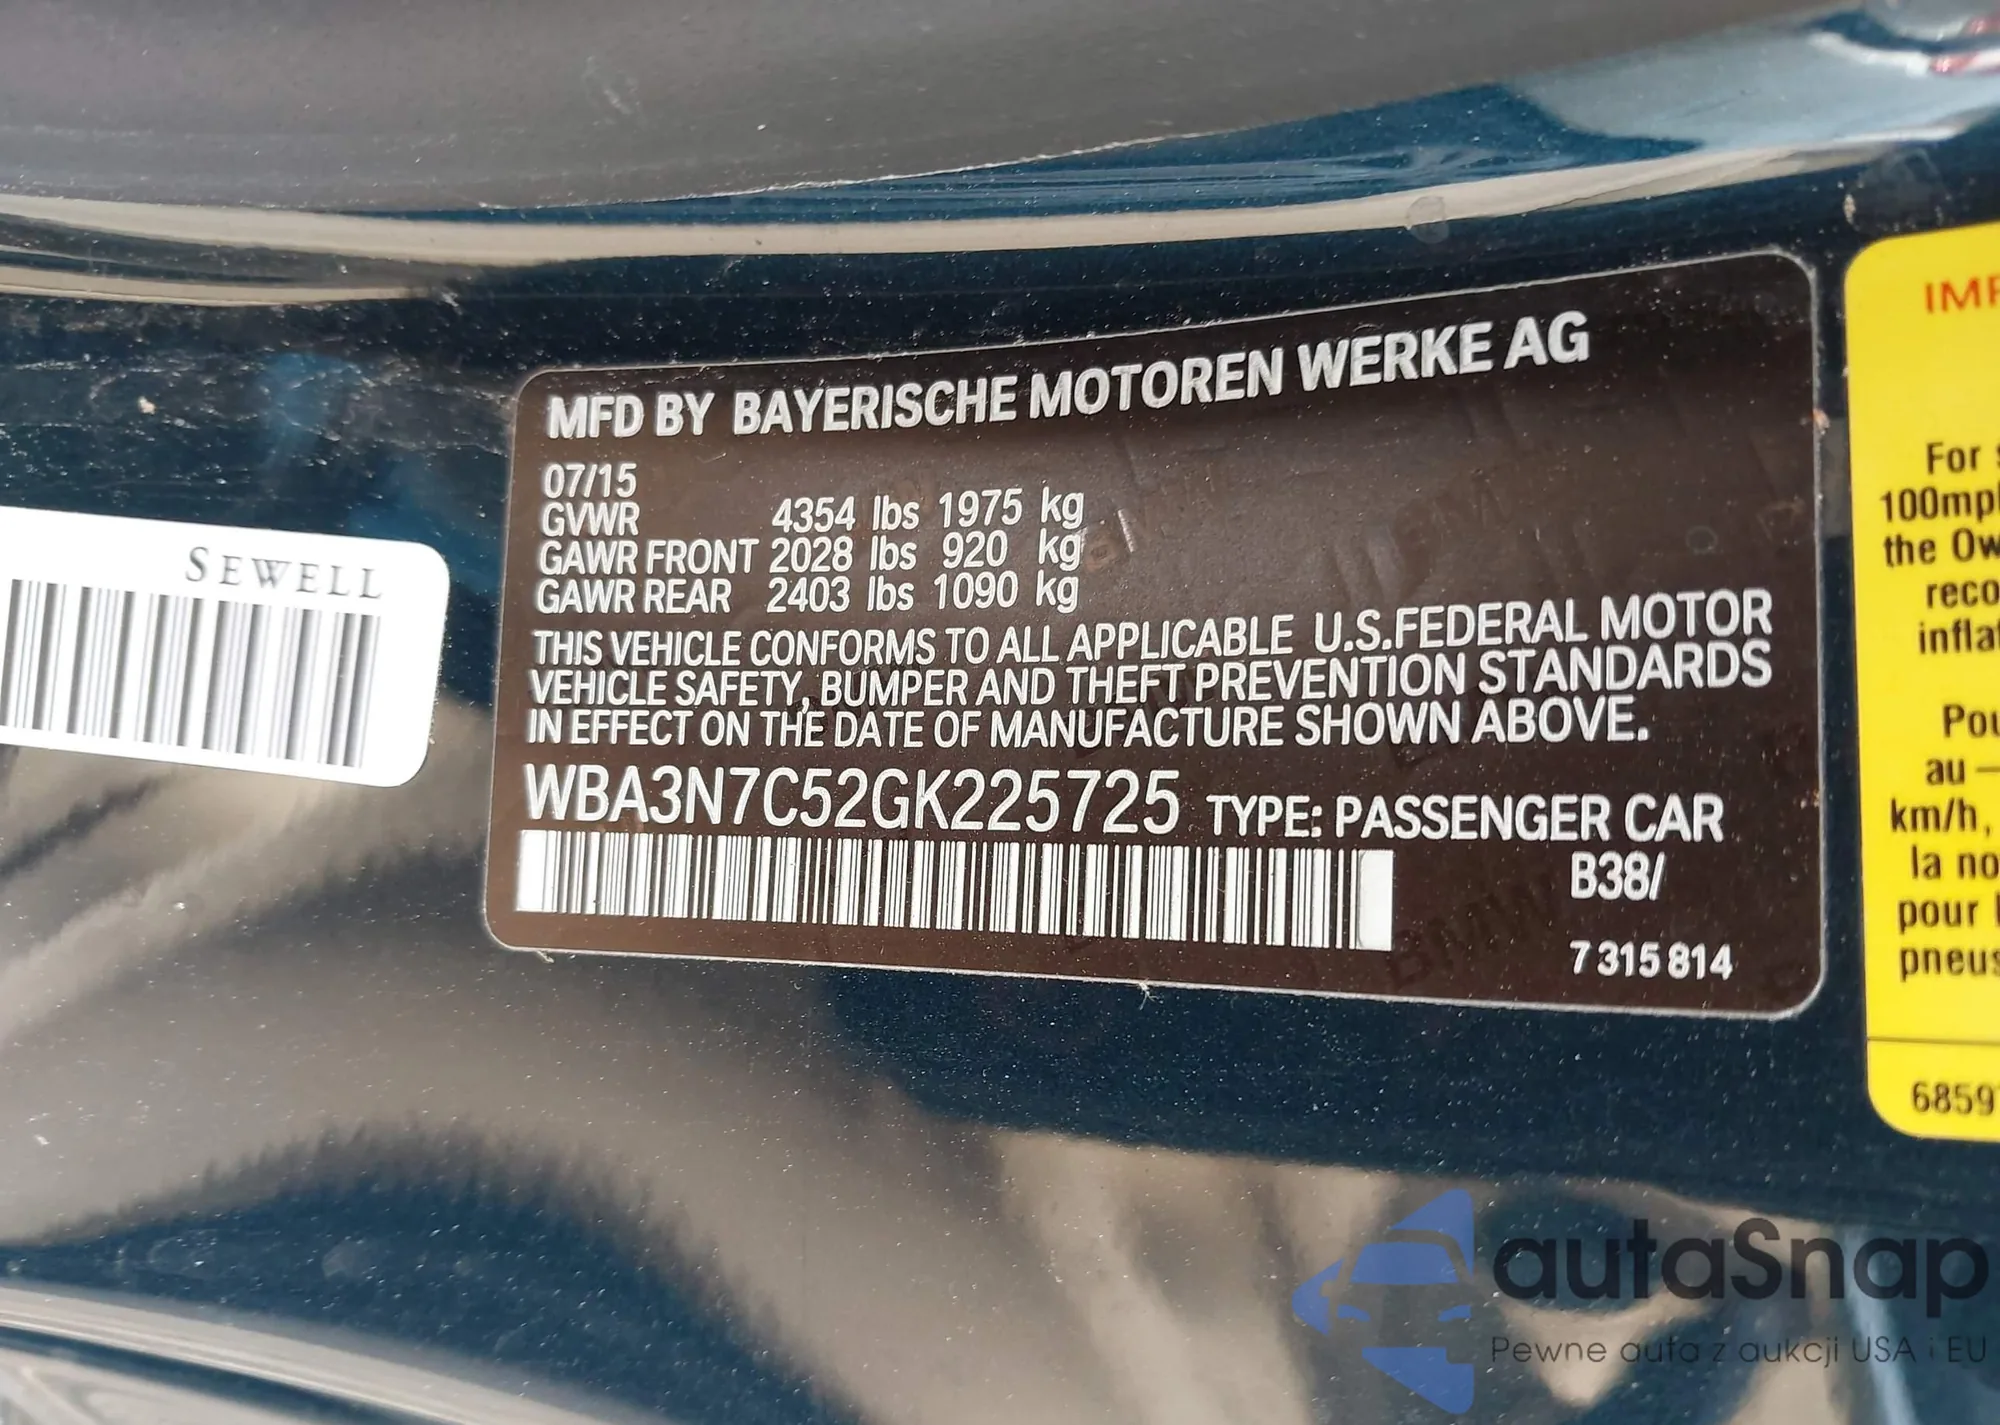 MFD BY BAYERISCHE MOTOREN WERKE AG
07/15
GVWR 4354 lbs 1975 kg
GAWR FRONT 2028 lbs 920 kg
GAWR REAR 2403 lbs 1090 kg
THIS VEHICLE CONFORMS TO ALL APPLICABLE U.S.FEDERAL MOTOR
VEHICLE SAFETY, BUMPER AND THEFT PREVENTION STANDARDS
IN EFFECT ON THE DATE OF MANUFACTURE SHOWN ABOVE.
WBA3N7C52GK225725 TYPE: PASSENGER CAR
B38/
7 315 814
SEWELL
For
100mp
the Ow
reco
infla
Pou
au —
km/h,
la no
pour
pneus
6859
autaSnap
Pewne auta z aukcji USA i EU